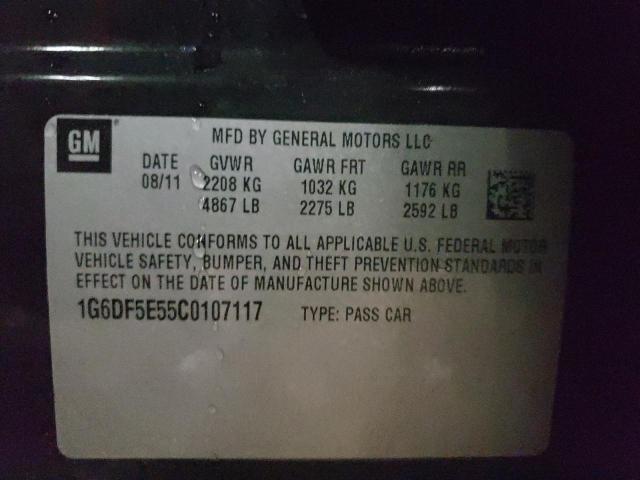 GM
MFD BY GENERAL MOTORS LLC
DATE GVWR GAWR FRT GAWR RR
08/11 2208 KG 1032 KG 1176 KG
4867 LB 2275 LB 2592 LB
THIS VEHICLE CONFORMS TO ALL APPLICABLE U.S. FEDERAL MOTOR
VEHICLE SAFETY, BUMPER, AND THEFT PREVENTION STANDARDS IN
EFFECT ON THE DATE OF MANUFACTURE SHOWN ABOVE.
1G6DF5E55C0107117 TYPE: PASS CAR